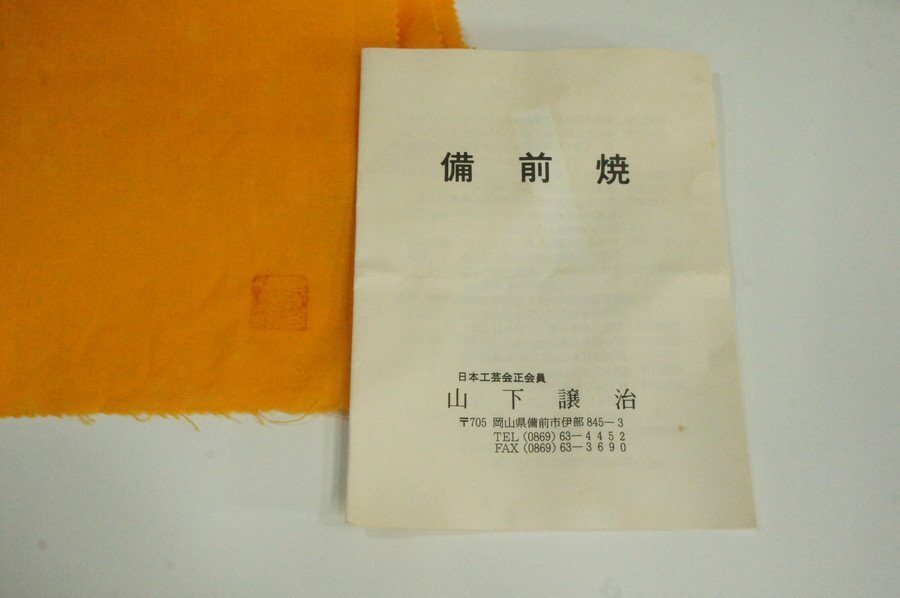 備前焼
日本工芸会正会員
山下譲治
〒705 岡山県備前市伊部845－3
TEL (0869) 63－4452
FAX (0869) 63－3690